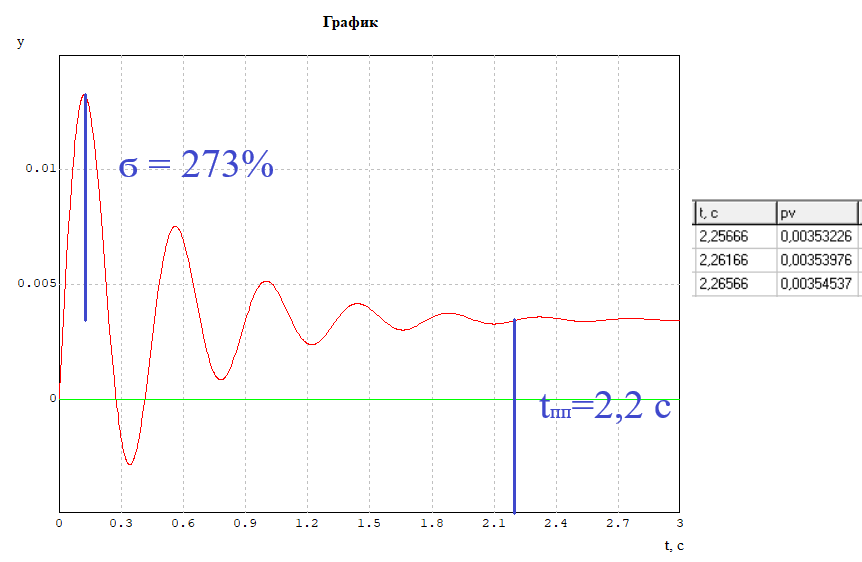 График
y
0.01
0.005
0
б = 273%
tпп=2,2 с
0 0.3 0.6 0.9 1.2 1.5 1.8 2.1 2.4 2.7 3
t, c
t, c pv
2,25666 0,00353226
2,26166 0,00353976
2,26566 0,00354537